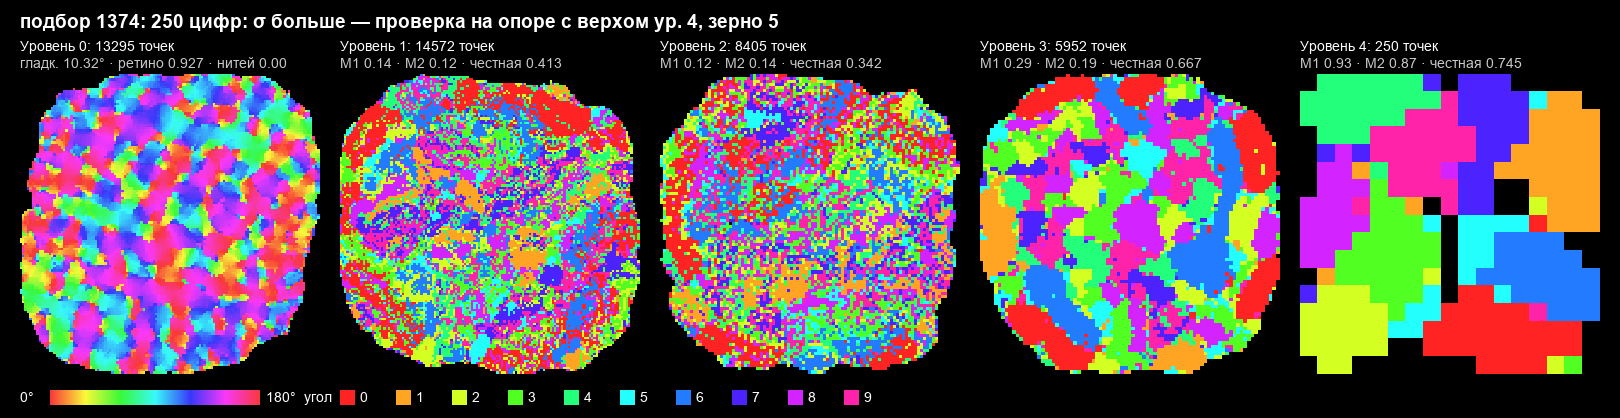 подбор 1374: 250 цифр: σ больше — проверка на опоре с верхом ур. 4, зерно 5
Уровень 0: 13295 точек
гладк. 10.32° · ретино 0.927 · нитей 0.00
Уровень 1: 14572 точек
M1 0.14 · M2 0.12 · честная 0.413
Уровень 2: 8405 точек
M1 0.12 · M2 0.14 · честная 0.342
Уровень 3: 5952 точек
M1 0.29 · M2 0.19 · честная 0.667
Уровень 4: 250 точек
M1 0.93 · M2 0.87 · честная 0.745
0° 180° угол 0 1 2 3 4 5 6 7 8 9